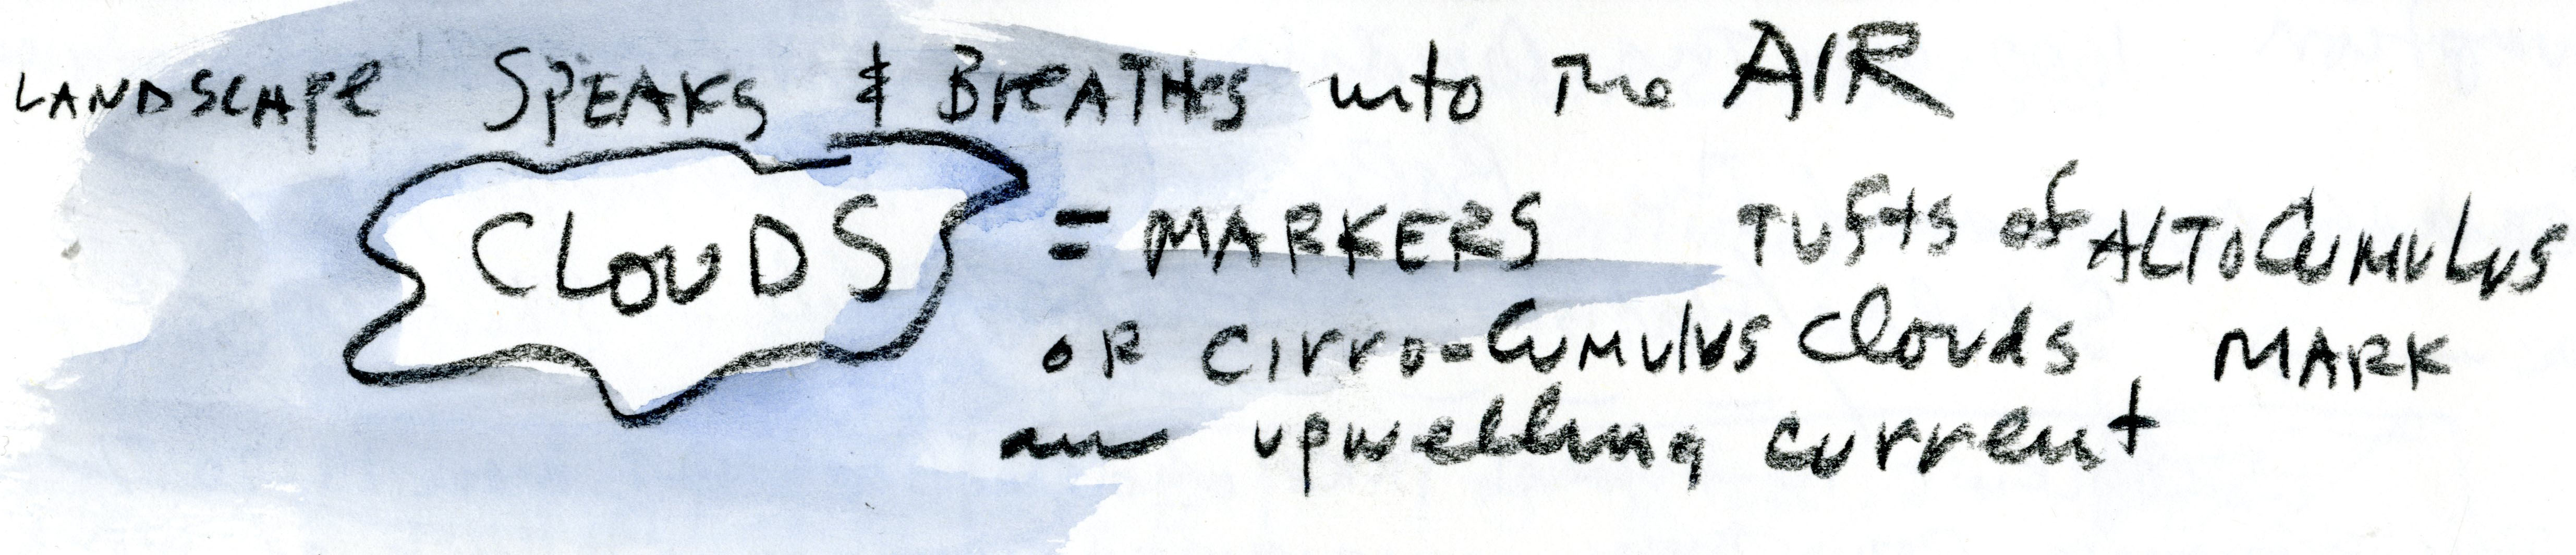 LANDSCAPE SPEAKS & BREATHES into THE AIR
CLOUDS = MARKERS TUFTS of ALTOCUMULUS
OR CIRRO-CUMULUS Clouds MARK
an upwelling current